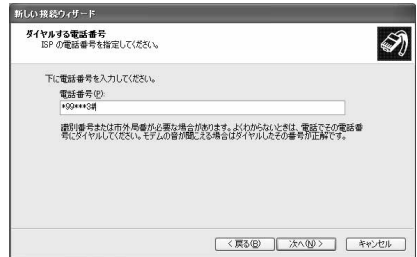 新しい接続ウィザード
ダイヤルする電話番号
ISP の電話番号を指定してください。
下に電話番号を入力してください。
電話番号(P):
*99***3#
識別番号または市外局番が必要な場合があります。よくわからないときは、電話でその電話番
号にダイヤルしてください。モデムの音が聞こえる場合はダイヤルしたその番号が正解です。
< 戻る(B)
次へ(N) >
キャンセル